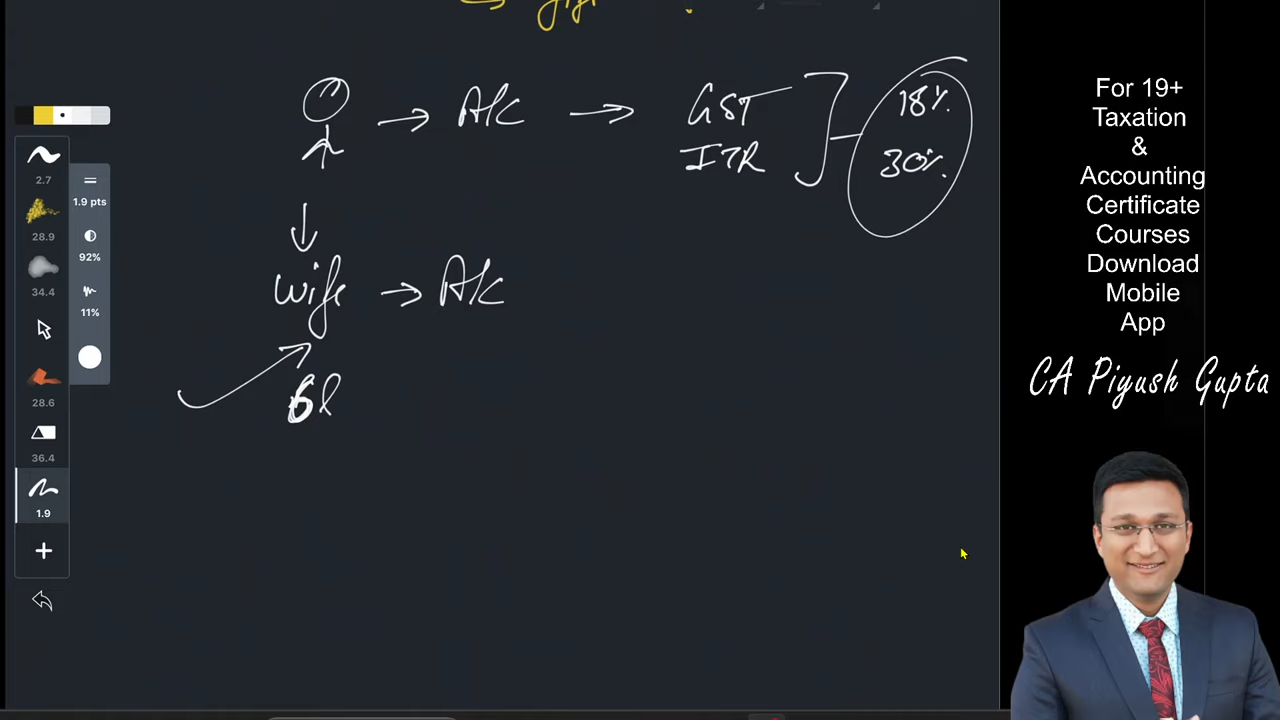 → A/c → GST 18%
ITR 30%
↓
wife → A/c
6l
2.7
28.9
34.4
28.6
36.4
1.9
1.9 pts
92%
11%
For 19+
Taxation
&
Accounting
Certificate
Courses
Download
Mobile
App
CA Piyush Gupta